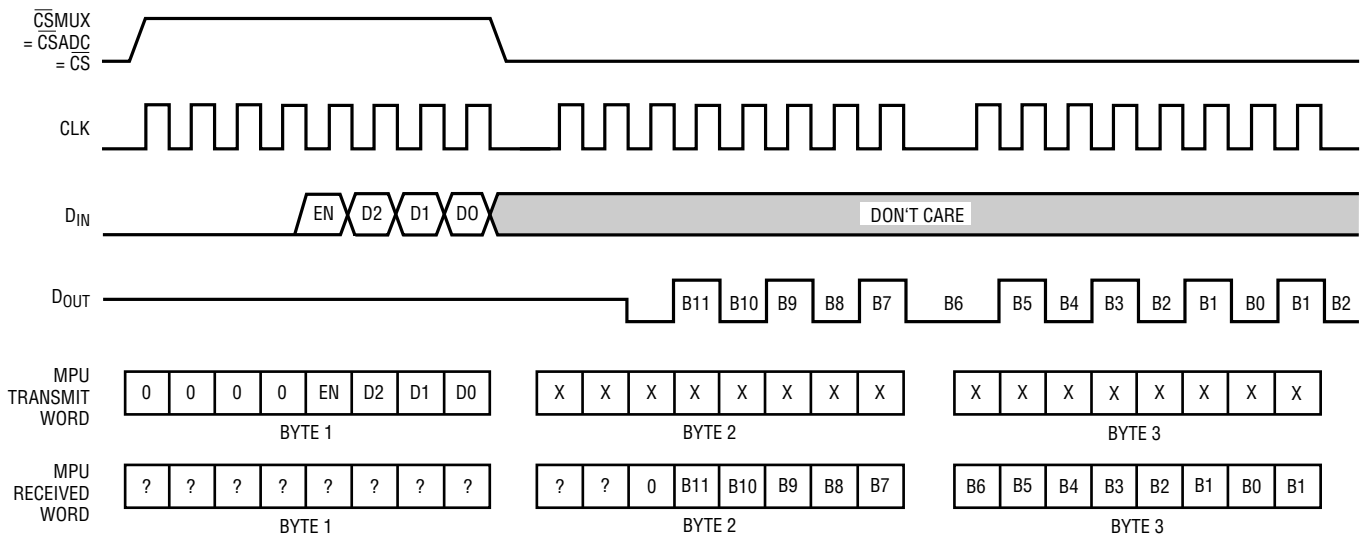 CSMUX
= CSADC
= CS
CLK
DIN
EN D2 D1 DO
DON'T CARE
DOUT
B11 B10 B9 B8 B7 B6 B5 B4 B3 B2 B1 B0 B1 B2
MPU
TRANSMIT
WORD
0 0 0 0 EN D2 D1 D0
X X X X X X X X
X X X X X X X X
BYTE 1
BYTE 2
BYTE 3
MPU
RECEIVED
WORD
? ? ? ? ? ? ? ?
? ? 0 B11 B10 B9 B8 B7
B6 B5 B4 B3 B2 B1 B0 B1
BYTE 1
BYTE 2
BYTE 3